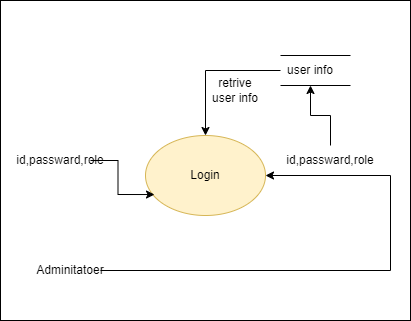 user info
retrive
user info
id,passward,role
id,passward,role
Login
Adminitatoer